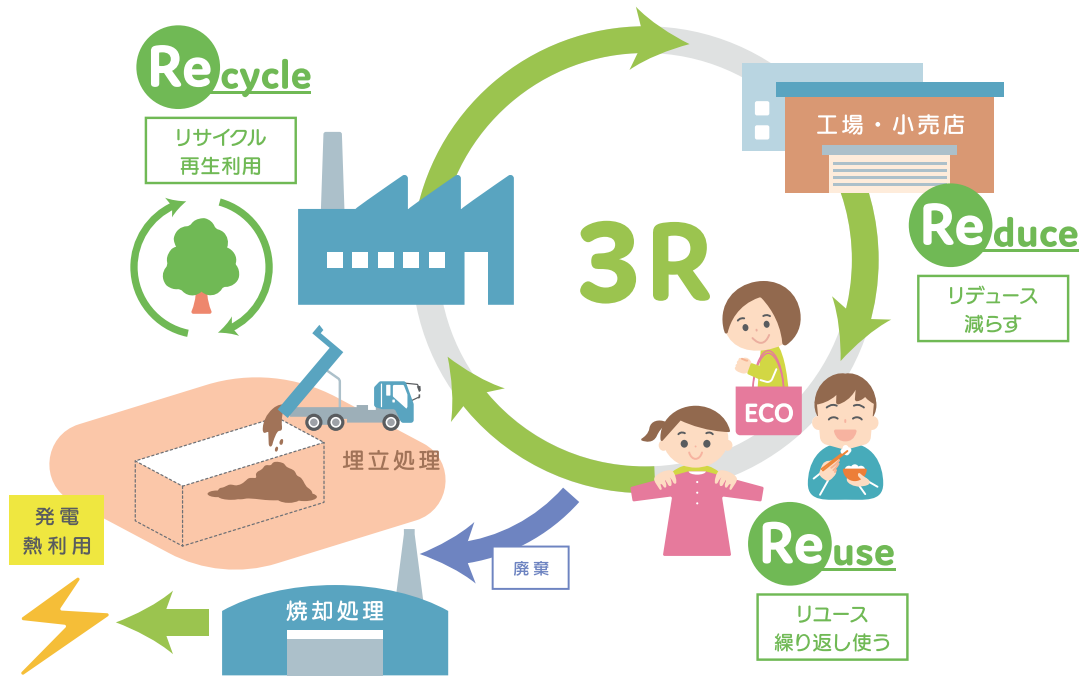 Recycle
リサイクル
再生利用
工場・小売店
3R
Reduce
リデュース
減らす
ECO
埋立処理
発電
熱利用
廃棄
焼却処理
Reuse
リユース
繰り返し使う